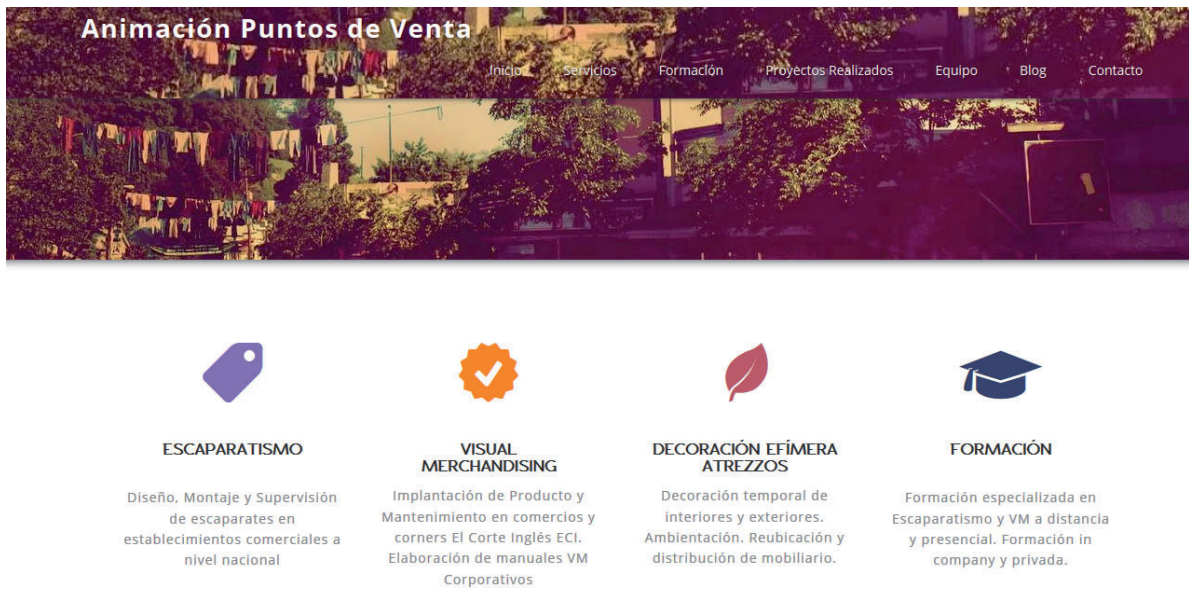 Animación Puntos de Venta
Inicio Servicios Formación Proyectos Realizados Equipo Blog Contacto
ESCAPARATISMO
Diseño, Montaje y Supervisión
de escaparates en
establecimientos comerciales a
nivel nacional
VISUAL
MERCHANDISING
Implantación de Producto y
Mantenimiento en comercios y
corners El Corte Inglés ECI.
Elaboración de manuales VM
Corporativos
DECORACIÓN EFÍMERA
ATREZZOS
Decoración temporal de
interiores y exteriores.
Ambientación. Reubicación y
distribución de mobiliario.
FORMACIÓN
Formación especializada en
Escaparatismo y VM a distancia
y presencial. Formación in
company y privada.